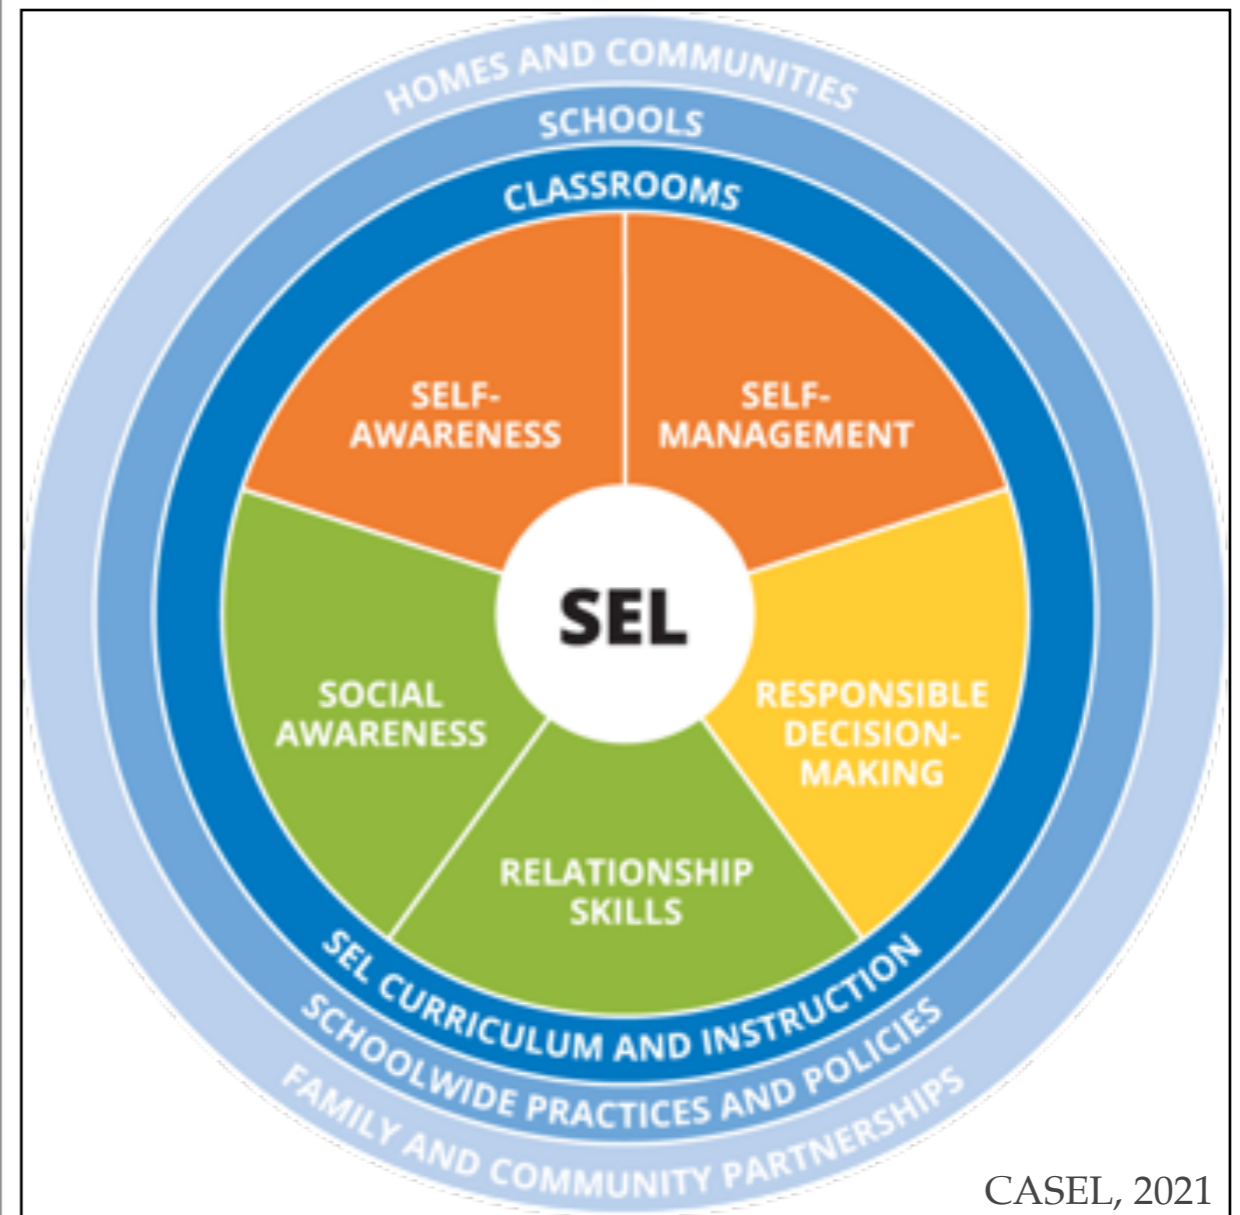 HOMES AND COMMUNITIES
SCHOOLS
CLASSROOMS
SELF-
AWARENESS
SELF-
MANAGEMENT
SEL
SOCIAL
AWARENESS
RESPONSIBLE
DECISION-
MAKING
RELATIONSHIP
SKILLS
SEL CURRICULUM AND INSTRUCTION
SCHOOLWIDE PRACTICES AND POLICIES
FAMILY AND COMMUNITY PARTNERSHIPS
CASEL, 2021